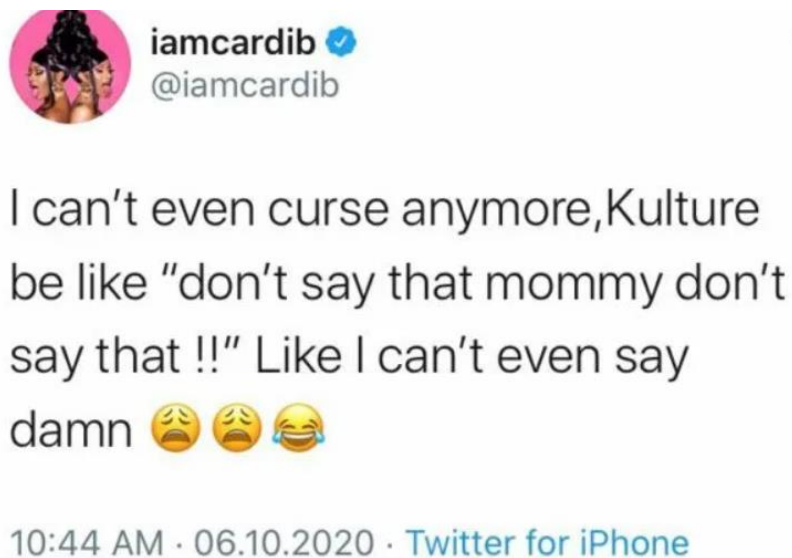 iamcardib
@iamcardib
I can't even curse anymore,Kulture
be like "don't say that mommy don't
say that !!" Like I can't even say
damn 😩 😩 😂
10:44 AM · 06.10.2020 · Twitter for iPhone